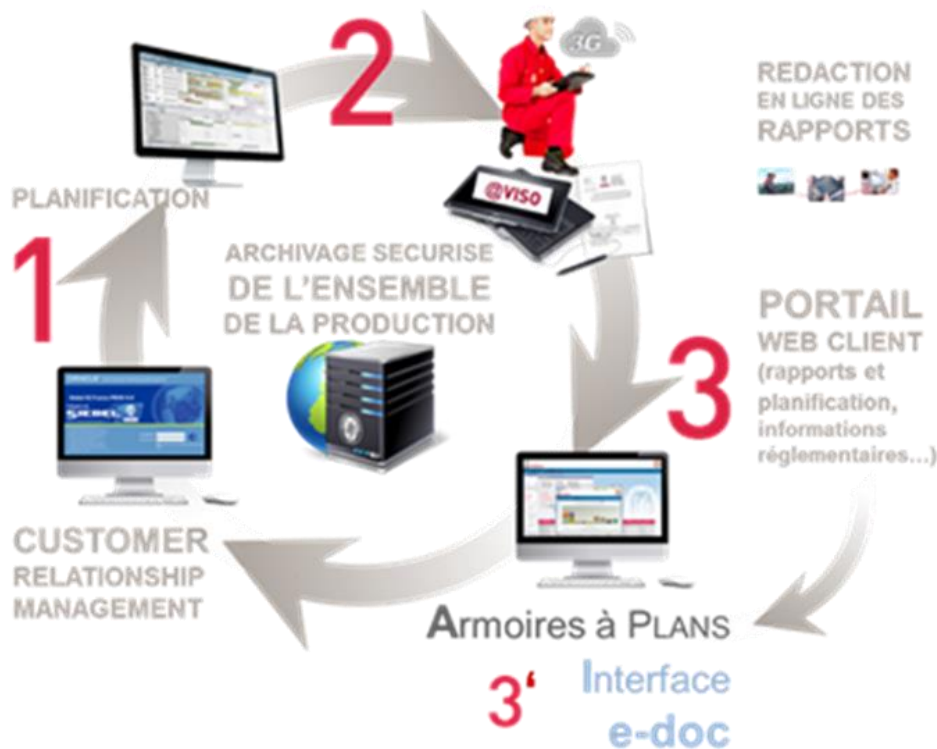 2
3G
REDACTION
EN LIGNE DES
RAPPORTS
PLANIFICATION
@VISO
1
ARCHIVAGE SECURISE
DE L'ENSEMBLE
DE LA PRODUCTION
PORTAIL
WEB CLIENT
(rapports et
planification,
informations
réglementaires...)
3
SIEBEL
CUSTOMER
RELATIONSHIP
MANAGEMENT
Armoires à PLANS
3' Interface
e-doc